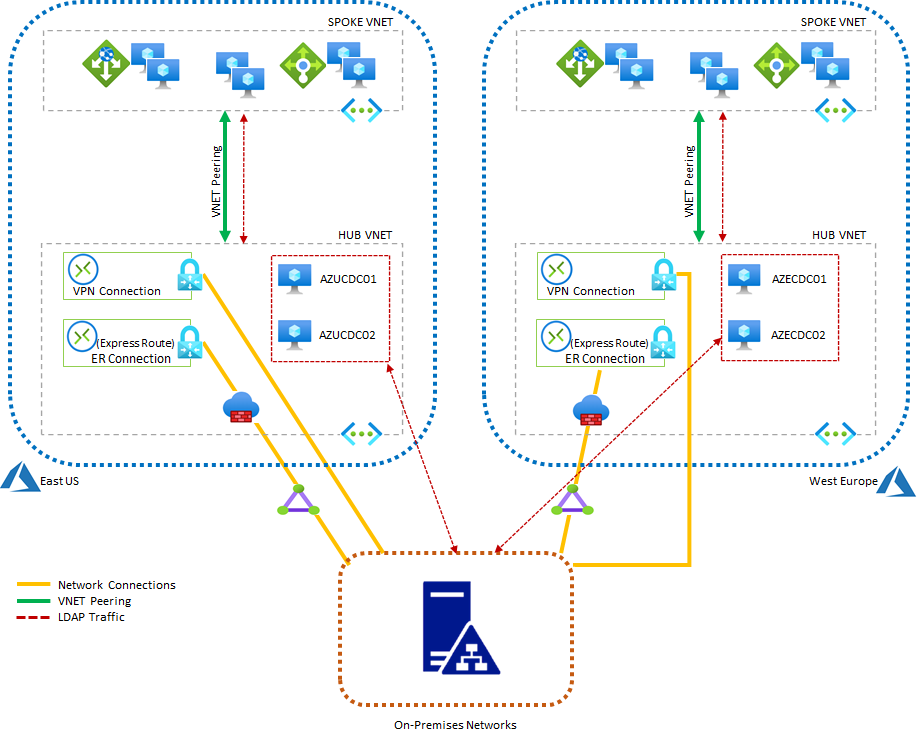 SPOKE VNET
SPOKE VNET
VNET Peering
VNET Peering
HUB VNET
HUB VNET
VPN Connection
AZUCDC01
(Express Route)
ER Connection
AZUCDC02
VPN Connection
AZECDC01
(Express Route)
ER Connection
AZECDC02
East US
West Europe
Network Connections
VNET Peering
LDAP Traffic
On-Premises Networks